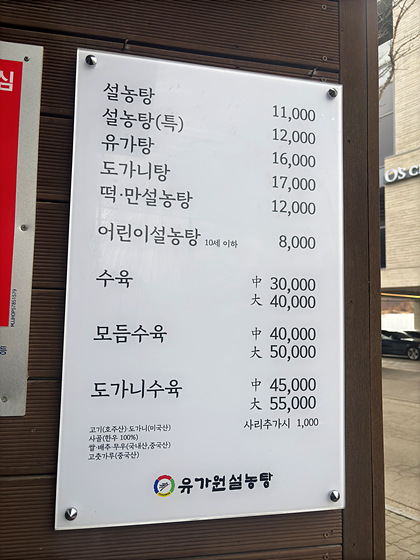 심
설농탕 11,000
설농탕(특) 12,000
유가탕 16,000
도가니탕 17,000
떡·만설농탕 12,000
어린이설농탕 10세 이하 8,000
수육 中 30,000
大 40,000
모듬수육 中 40,000
大 50,000
도가니수육 中 45,000
大 55,000
사리추가시 1,000
고기(호주산)·도가니(미국산)
사골(한우 100%)
쌀·배추·무우(국내산,중국산)
고춧가루(중국산)
유가원설농탕
OS C